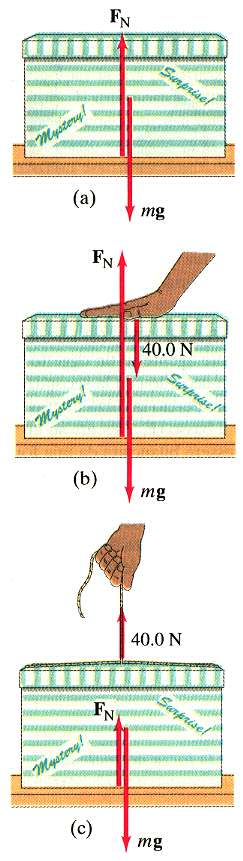 F_N
Surprise!
Mystery!
mg
(a)
F_N
40.0 N
Surprise!
Mystery!
mg
(b)
40.0 N
F_N
Surprise!
Mystery!
mg
(c)